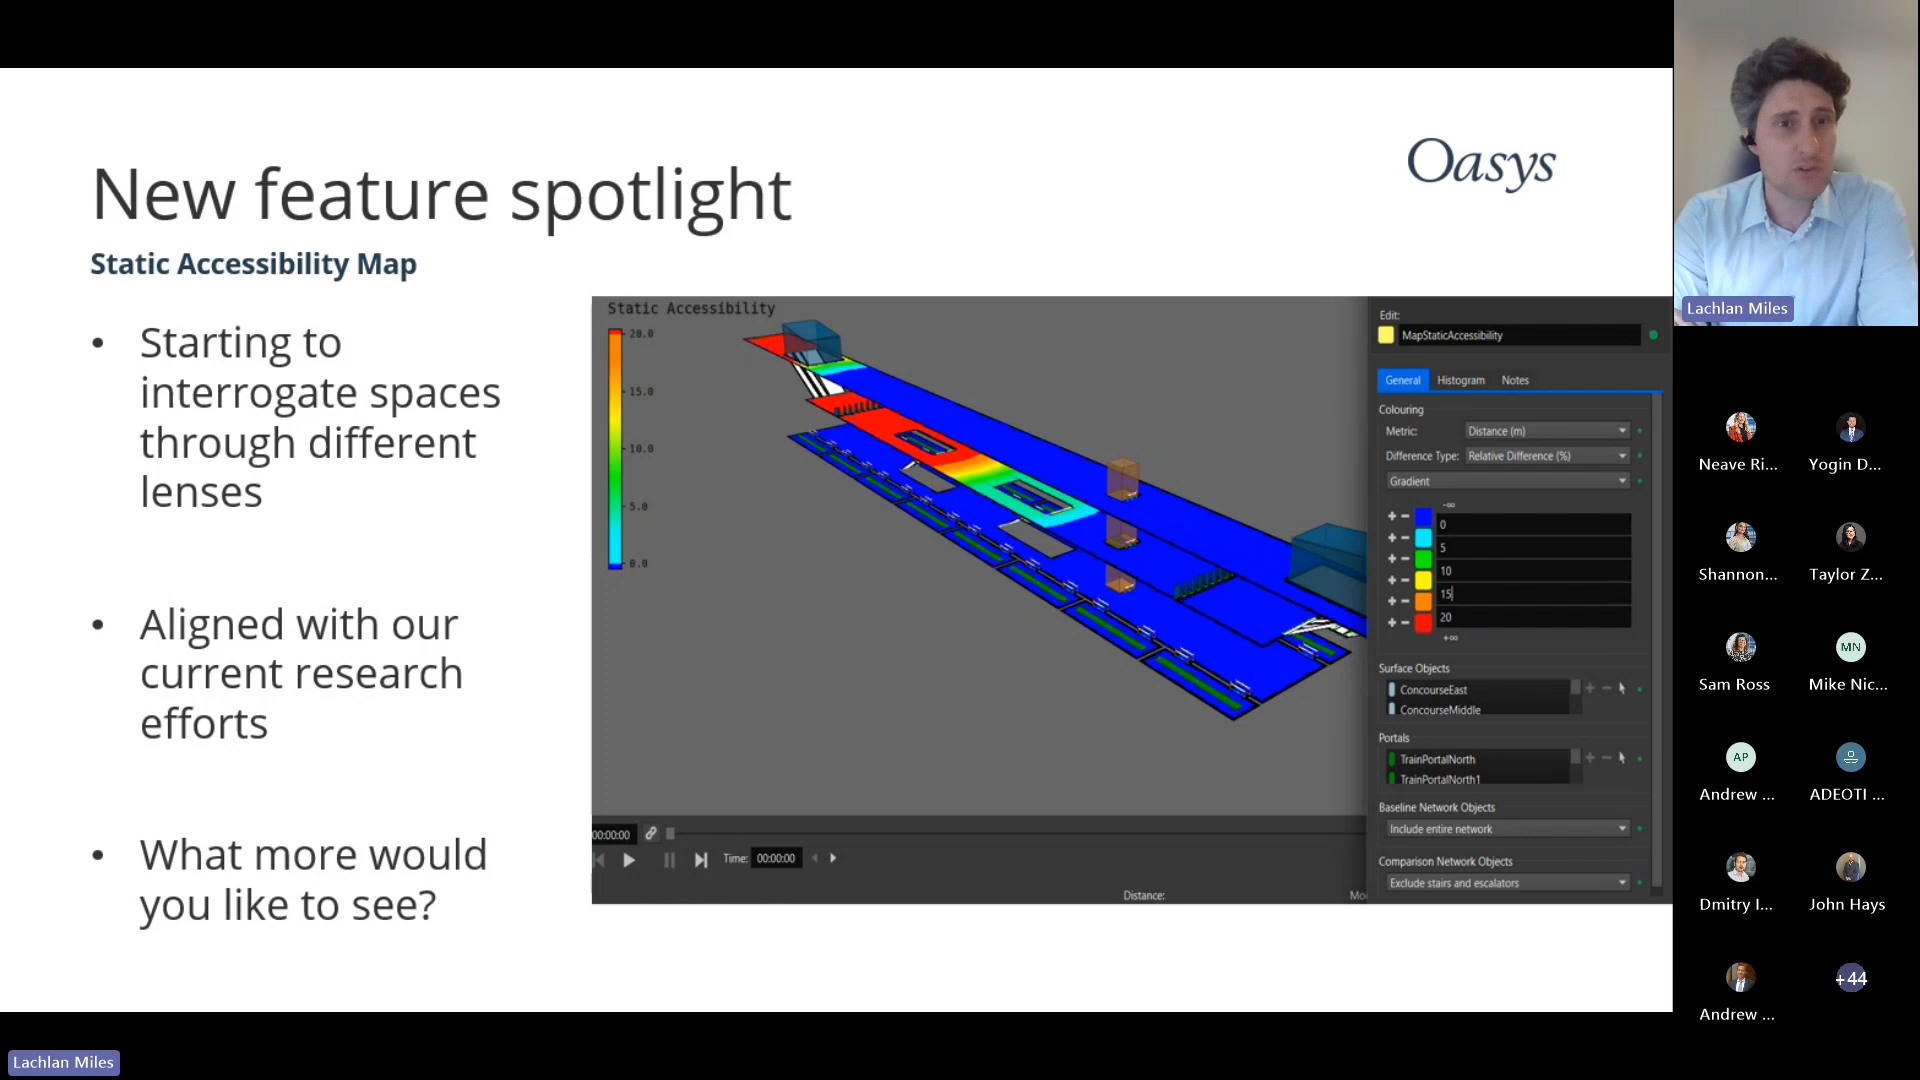 New feature spotlight
Oasys
Static Accessibility Map
• Starting to
interrogate spaces
through different
lenses
• Aligned with our
current research
efforts
• What more would
you like to see?
Static Accessibility
20.0
15.0
10.0
5.0
0.0
00:00:00
Time: 00:00:00
Distance:
Edit:
MapStaticAccessibility
General Histogram Notes
Colouring
Metric: Distance (m)
Difference Type: Relative Difference (%)
Gradient
-∞
0
5
10
15
20
+∞
Surface Objects
ConcourseEast
ConcourseMiddle
Portals
TrainPortalNorth
TrainPortalNorth1
Baseline Network Objects
Include entire network
Comparison Network Objects
Exclude stairs and escalators
Lachlan Miles
Neave Ri... Yogin D...
Shannon... Taylor Z...
MN
Sam Ross Mike Nic...
AP
Andrew ... ADEOTI ...
Dmitry I... John Hays
+44
Andrew ...
Lachlan Miles